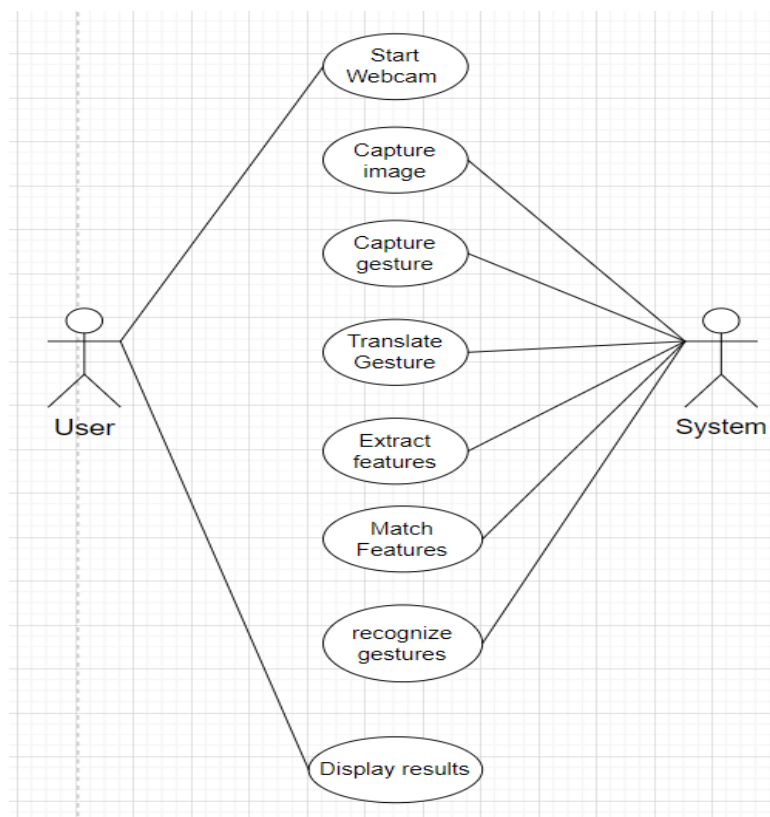 Start
Webcam
Capture
image
Capture
gesture
Translate
Gesture
User
System
Extract
features
Match
Features
recognize
gestures
Display results